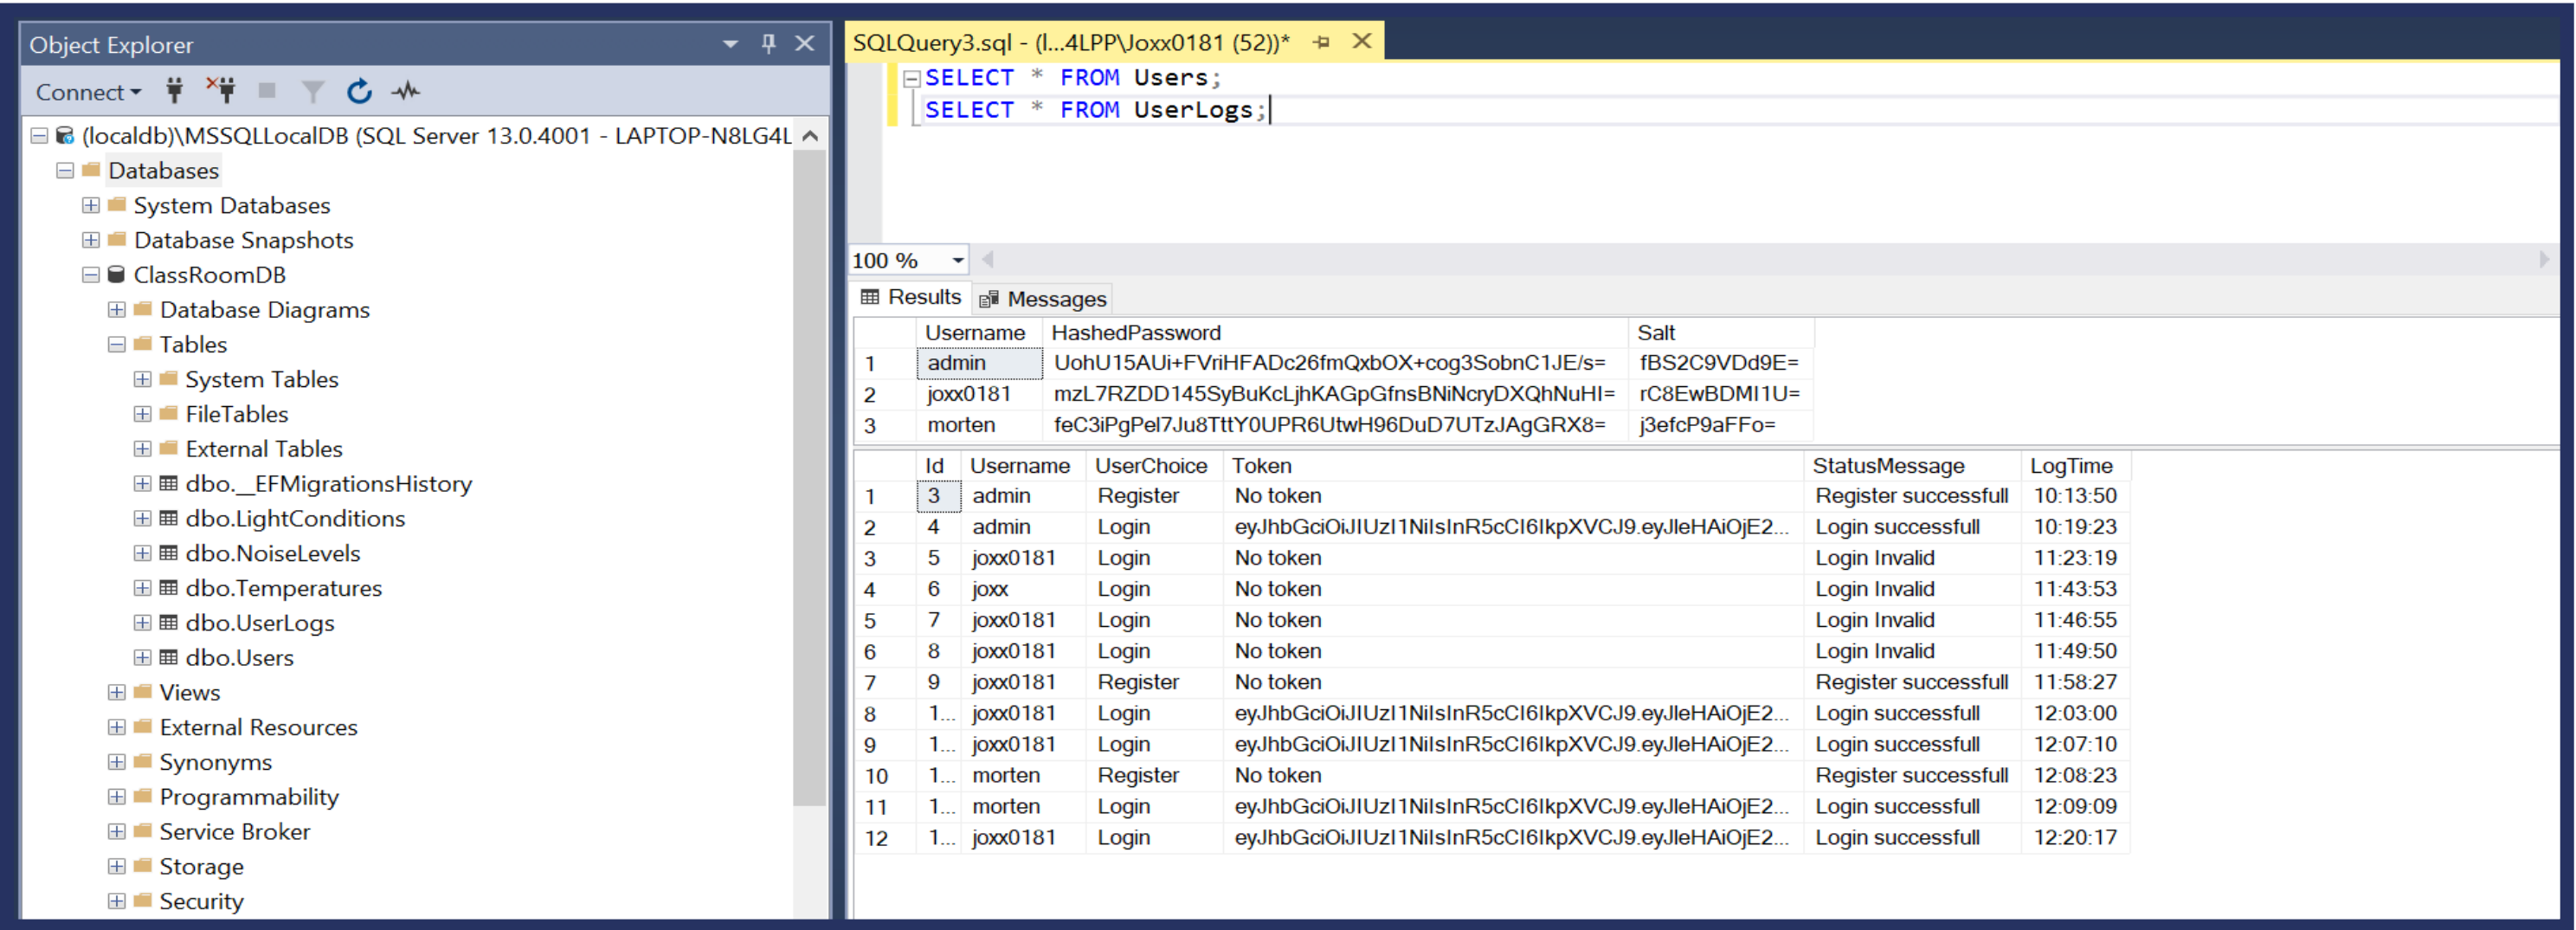 Object Explorer
Connect
(localdb)\MSSQLLocalDB (SQL Server 13.0.4001 - LAPTOP-N8LG4L
Databases
System Databases
Database Snapshots
ClassRoomDB
Database Diagrams
Tables
System Tables
FileTables
External Tables
dbo.__EFMigrationsHistory
dbo.LightConditions
dbo.NoiseLevels
dbo.Temperatures
dbo.UserLogs
dbo.Users
Views
External Resources
Synonyms
Programmability
Service Broker
Storage
Security
SQLQuery3.sql - (l...4LPP\Joxx0181 (52))*
SELECT * FROM Users;
SELECT * FROM UserLogs;
100 %
Results Messages
Username HashedPassword Salt
1 admin UohU15AUi+FVriHFADc26fmQxbOX+cog3SobnC1JE/s= fBS2C9VDd9E=
2 joxx0181 mzL7RZDD145SyBuKcLjhKAGpGfnsBNiNcryDXQhNuHI= rC8EwBDMI1U=
3 morten feC3iPgPel7Ju8TttY0UPR6UtwH96DuD7UTzJAgGRX8= j3efcP9aFFo=
Id Username UserChoice Token StatusMessage LogTime
1 3 admin Register No token Register successfull 10:13:50
2 4 admin Login eyJhbGciOiJIUzI1NiIsInR5cCI6IkpXVCJ9.eyJleHAiOjE2... Login successfull 10:19:23
3 5 joxx0181 Login No token Login Invalid 11:23:19
4 6 joxx Login No token Login Invalid 11:43:53
5 7 joxx0181 Login No token Login Invalid 11:46:55
6 8 joxx0181 Login No token Login Invalid 11:49:50
7 9 joxx0181 Register No token Register successfull 11:58:27
8 1... joxx0181 Login eyJhbGciOiJIUzI1NiIsInR5cCI6IkpXVCJ9.eyJleHAiOjE2... Login successfull 12:03:00
9 1... joxx0181 Login eyJhbGciOiJIUzI1NiIsInR5cCI6IkpXVCJ9.eyJleHAiOjE2... Login successfull 12:07:10
10 1... morten Register No token Register successfull 12:08:23
11 1... morten Login eyJhbGciOiJIUzI1NiIsInR5cCI6IkpXVCJ9.eyJleHAiOjE2... Login successfull 12:09:09
12 1... joxx0181 Login eyJhbGciOiJIUzI1NiIsInR5cCI6IkpXVCJ9.eyJleHAiOjE2... Login successfull 12:20:17